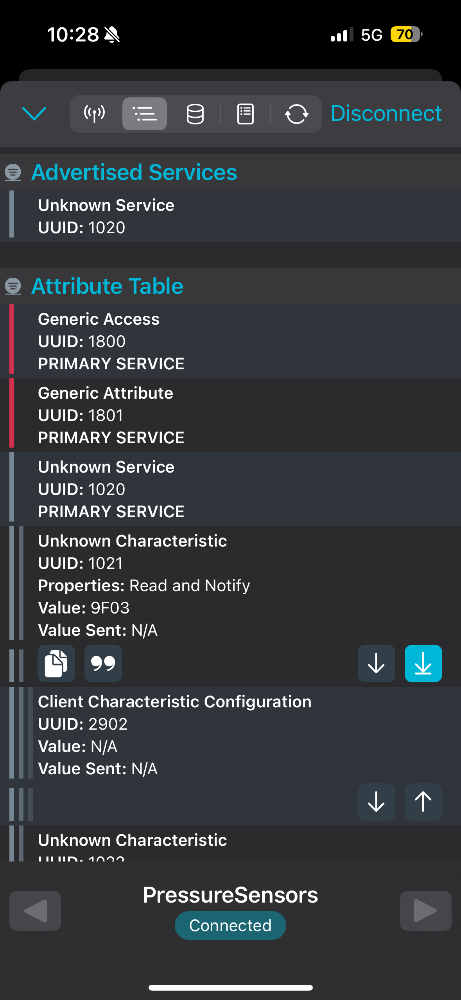 10:28
5G
70
Disconnect
Advertised Services
Unknown Service
UUID: 1020
Attribute Table
Generic Access
UUID: 1800
PRIMARY SERVICE
Generic Attribute
UUID: 1801
PRIMARY SERVICE
Unknown Service
UUID: 1020
PRIMARY SERVICE
Unknown Characteristic
UUID: 1021
Properties: Read and Notify
Value: 9F03
Value Sent: N/A
Client Characteristic Configuration
UUID: 2902
Value: N/A
Value Sent: N/A
Unknown Characteristic
UUID: 1022
PressureSensors
Connected